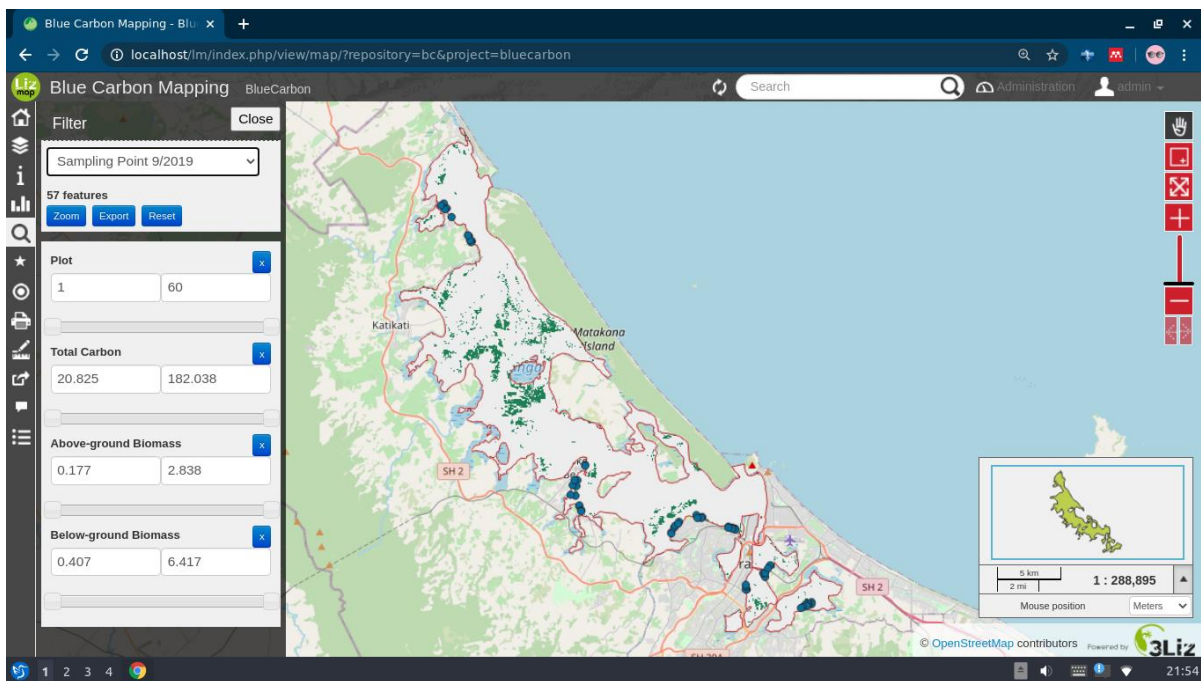 Blue Carbon Mapping - Blu
localhost/lm/index.php/view/map/?repository=bc&project=bluecarbon
Liz
map
Blue Carbon Mapping BlueCarbon
Search
Administration
admin
Filter
Close
Sampling Point 9/2019
57 features
Zoom Export Reset
Plot
x
1 60
Total Carbon
x
20.825 182.038
Above-ground Biomass
x
0.177 2.838
Below-ground Biomass
x
0.407 6.417
Katikati
Matakana
Island
SH 2
SH 2
5 km
2 mi
1 : 288,895
Mouse position Meters
© OpenStreetMap contributors Powered by 3Liz
1 2 3 4
21:54